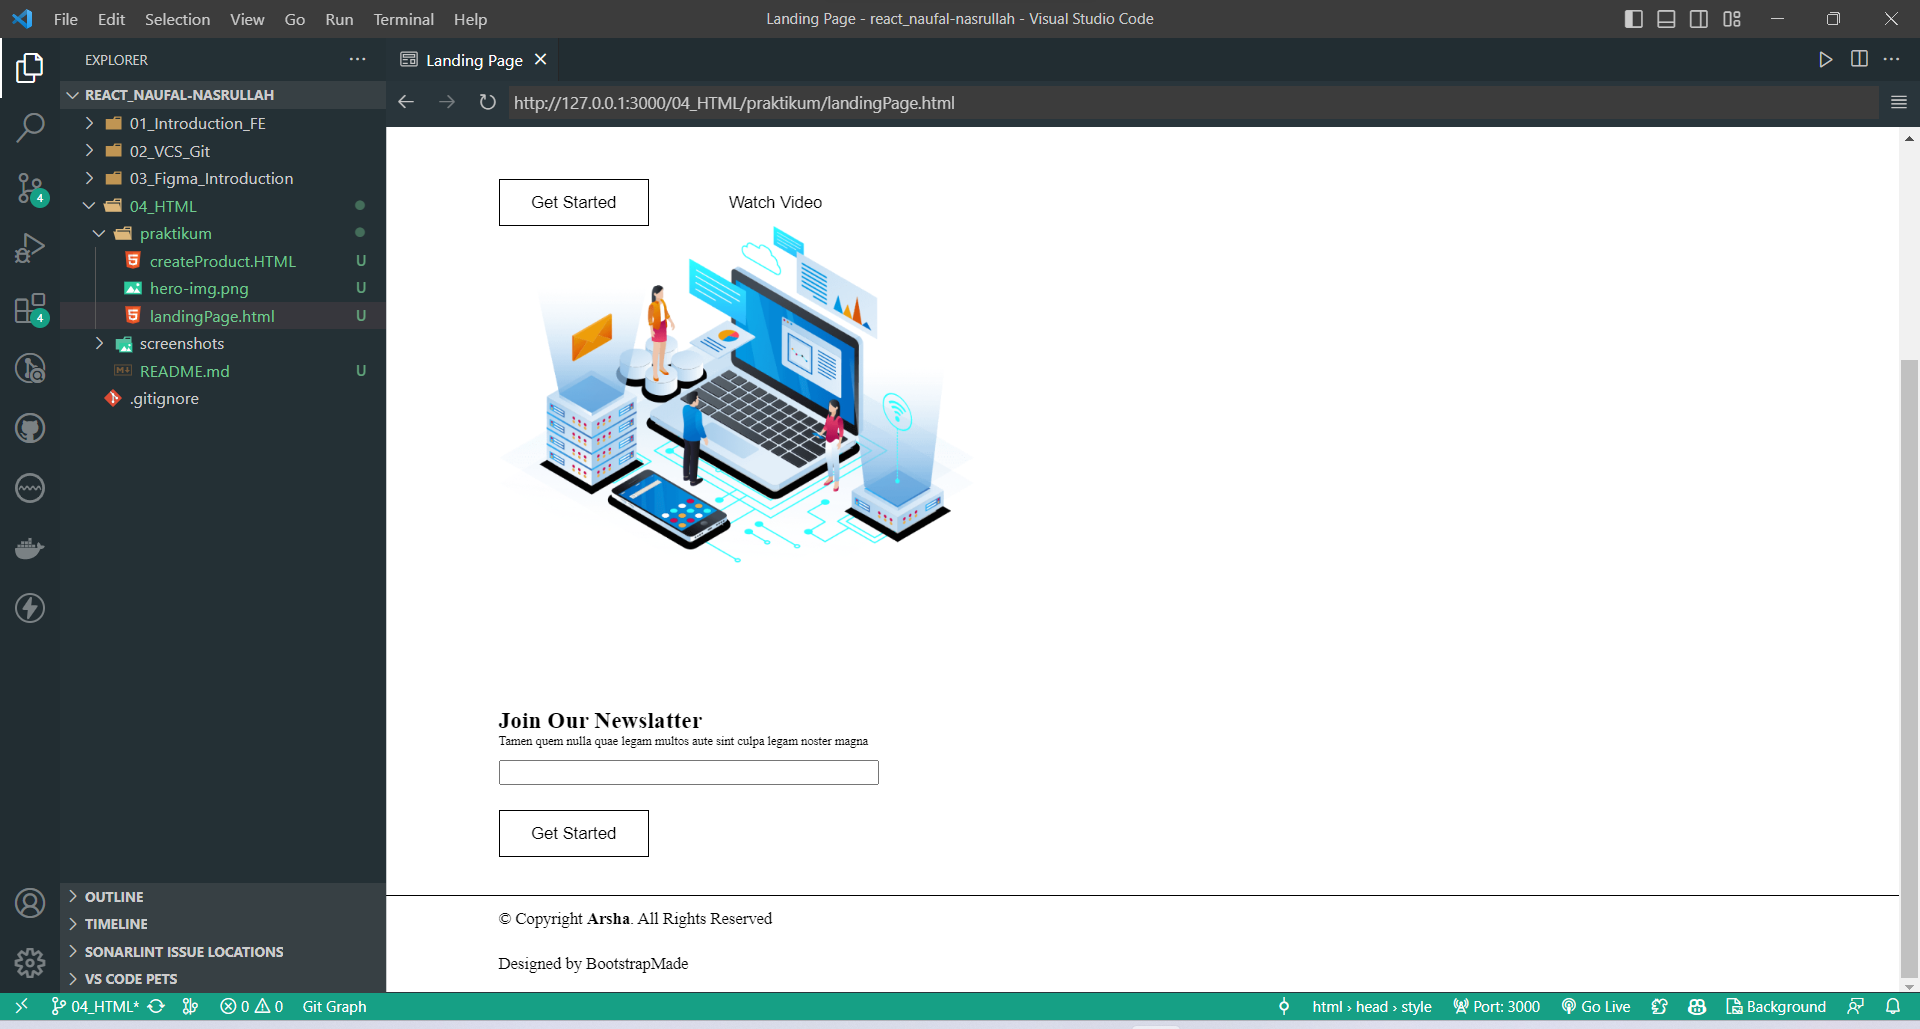 File Edit Selection View Go Run Terminal Help
Landing Page - react_naufal-nasrullah - Visual Studio Code
EXPLORER
REACT_NAUFAL-NASRULLAH
01_Introduction_FE
02_VCS_Git
03_Figma_Introduction
04_HTML
praktikum
createProduct.HTML U
hero-img.png U
landingPage.html U
screenshots
README.md U
.gitignore
4
4
OUTLINE
TIMELINE
SONARLINT ISSUE LOCATIONS
VS CODE PETS
Landing Page
http://127.0.0.1:3000/04_HTML/praktikum/landingPage.html
Get Started Watch Video
Join Our Newslatter
Tamen quem nulla quae legam multos aute sint culpa legam noster magna
Get Started
© Copyright Arsha. All Rights Reserved
Designed by BootstrapMade
04_HTML* 0 0 Git Graph html › head › style Port: 3000 Go Live Background